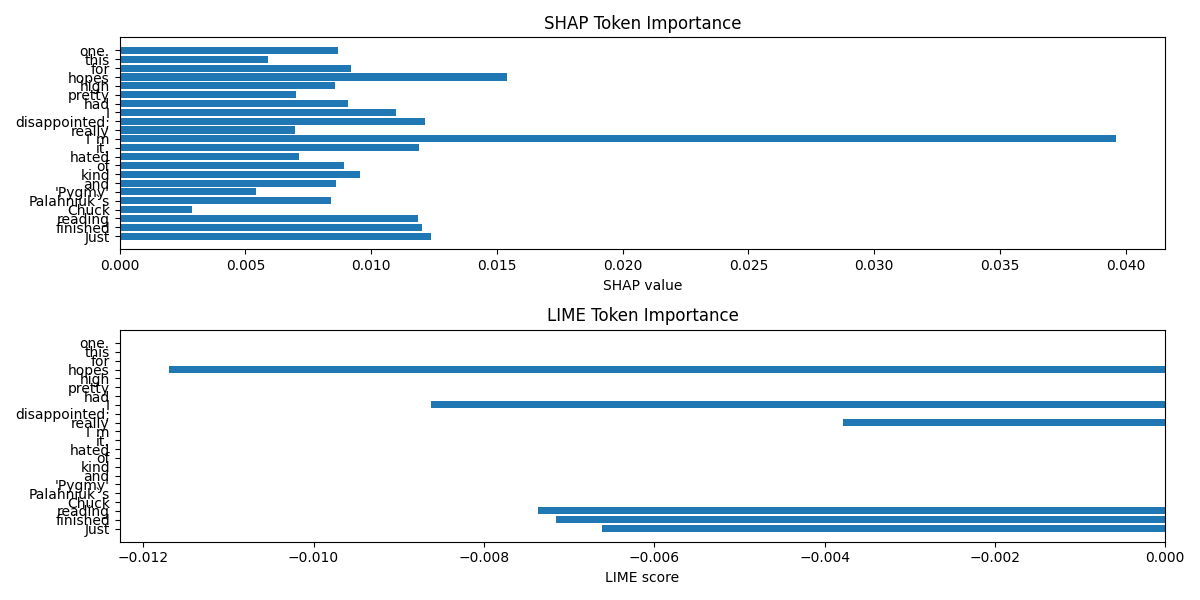 SHAP Token Importance
one.
this
for
hopes
high
pretty
had
I
disappointed;
really
I'm
it.
hated
of
kind
and
'Pygmy'
Palahniuk's
Chuck
reading
finished
Just
0.000 0.005 0.010 0.015 0.020 0.025 0.030 0.035 0.040
SHAP value
LIME Token Importance
one.
this
for
hopes
high
pretty
had
I
disappointed;
really
I'm
it.
hated
of
kind
and
'Pygmy'
Palahniuk's
Chuck
reading
finished
Just
−0.012 −0.010 −0.008 −0.006 −0.004 −0.002 0.000
LIME score